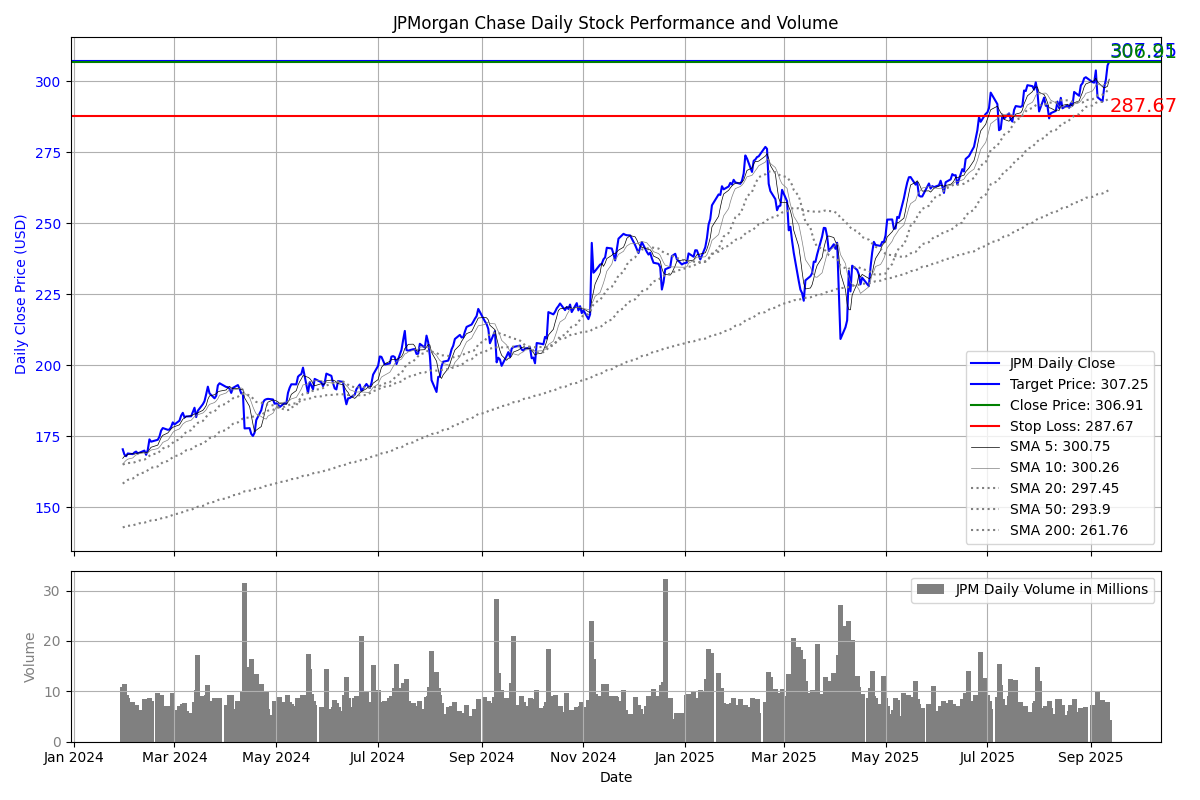 JPMorgan Chase Daily Stock Performance and Volume
307.25
306.91
287.67
300
275
250
225
200
175
150
Daily Close Price (USD)
JPM Daily Close
Target Price: 307.25
Close Price: 306.91
Stop Loss: 287.67
SMA 5: 300.75
SMA 10: 300.26
SMA 20: 297.45
SMA 50: 293.9
SMA 200: 261.76
JPM Daily Volume in Millions
30
20
10
0
Volume
Jan 2024 Mar 2024 May 2024 Jul 2024 Sep 2024 Nov 2024 Jan 2025 Mar 2025 May 2025 Jul 2025 Sep 2025
Date